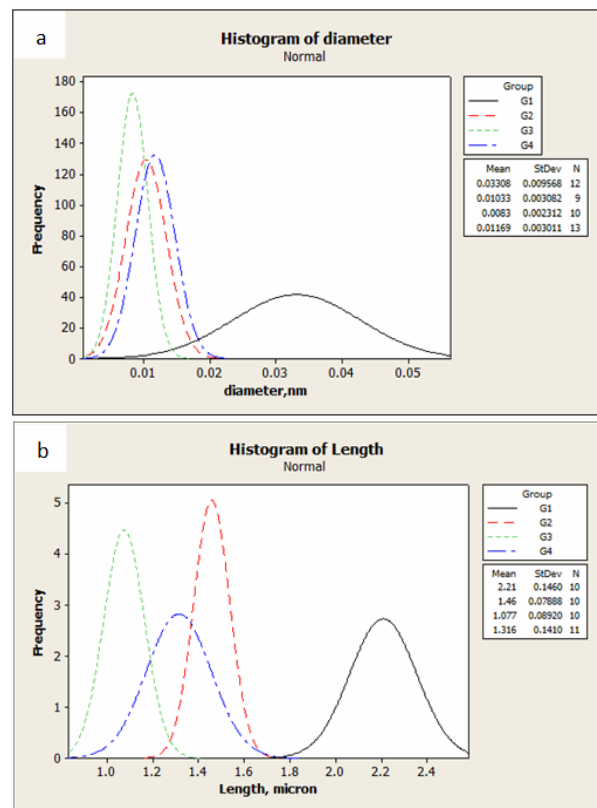 a
Histogram of diameter
Normal
Frequency
180
160
140
120
100
80
60
40
20
0
0.01 0.02 0.03 0.04 0.05
diameter,nm
Group
G1
G2
G3
G4
Mean StDev N
0.03308 0.009568 12
0.01033 0.003082 9
0.0083 0.002312 10
0.01169 0.003011 13
b
Histogram of Length
Normal
Frequency
5
4
3
2
1
0
1.0 1.2 1.4 1.6 1.8 2.0 2.2 2.4
Length, micron
Group
G1
G2
G3
G4
Mean StDev N
2.21 0.1460 10
1.46 0.07888 10
1.077 0.08920 10
1.316 0.1410 11